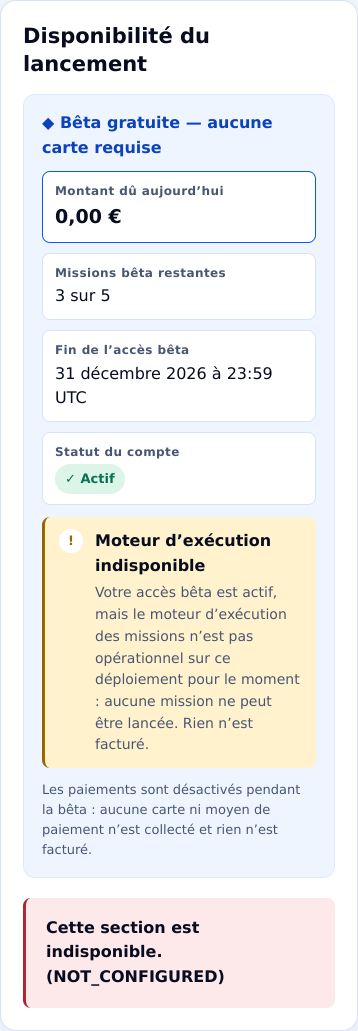 Disponibilité du
lancement
◆ Bêta gratuite — aucune
carte requise
Montant dû aujourd’hui
0,00 €
Missions bêta restantes
3 sur 5
Fin de l’accès bêta
31 décembre 2026 à 23:59
UTC
Statut du compte
✓ Actif
!
Moteur d’exécution
indisponible
Votre accès bêta est actif,
mais le moteur d’exécution
des missions n’est pas
opérationnel sur ce
déploiement pour le moment
: aucune mission ne peut
être lancée. Rien n’est
facturé.
Les paiements sont désactivés pendant
la bêta : aucune carte ni moyen de
paiement n’est collecté et rien n’est
facturé.
Cette section est
indisponible.
(NOT_CONFIGURED)